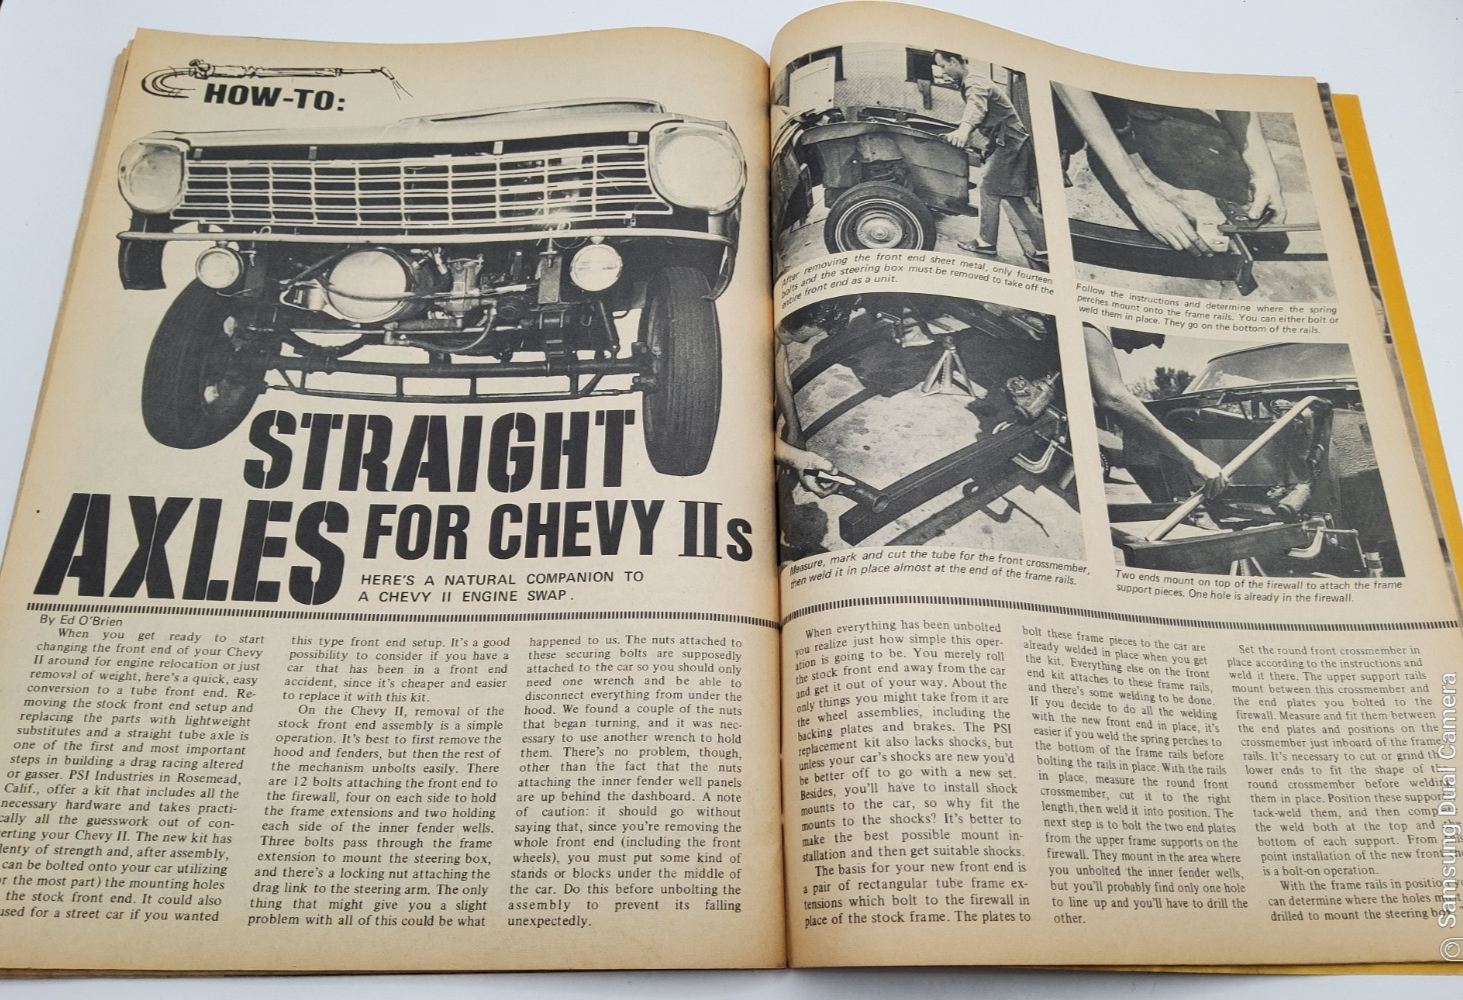 HOW-TO:
STRAIGHT
AXLES FOR CHEVY IIs
HERE'S A NATURAL COMPANION TO
A CHEVY II ENGINE SWAP.
By Ed O'Brien
When you get ready to start
changing the front end of your Chevy
II around for engine relocation or just
removal of weight, here's a quick, easy
conversion to a tube front end. Re-
moving the stock front end setup and
replacing the parts with lightweight
substitutes and a straight tube axle is
one of the first and most important
steps in building a drag racing altered
or gasser. PSI Industries in Rosemead,
Calif., offer a kit that includes all the
necessary hardware and takes practi-
cally all the guesswork out of con-
erting your Chevy II. The new kit has
lenty of strength and, after assembly,
can be bolted onto your car utilizing
r the most part) the mounting holes
the stock front end. It could also
used for a street car if you wanted
this type front end setup. It's a good
possibility to consider if you have a
car that has been in a front end
accident, since it's cheaper and easier
to replace it with this kit.
On the Chevy II, removal of the
stock front end assembly is a simple
operation. It's best to first remove the
hood and fenders, but then the rest of
the mechanism unbolts easily. There
are 12 bolts attaching the front end to
the firewall, four on each side to hold
the frame extensions and two holding
each side of the inner fender wells.
Three bolts pass through the frame
extension to mount the steering box,
and there's a locking nut attaching the
drag link to the steering arm. The only
thing that might give you a slight
problem with all of this could be what
happened to us. The nuts attached to
these securing bolts are supposedly
attached to the car so you should only
need one wrench and be able to
disconnect everything from under the
hood. We found a couple of the nuts
that began turning, and it was nec-
essary to use another wrench to hold
them. There's no problem, though,
other than the fact that the nuts
attaching the inner fender well panels
are up behind the dashboard. A note
of caution: it should go without
saying that, since you're removing the
whole front end (including the front
wheels), you must put some kind of
stands or blocks under the middle of
the car. Do this before unbolting the
assembly to prevent its falling
unexpectedly.
After removing the front end sheet metal, only fourteen
bolts and the steering box must be removed to take off the
entire front end as a unit.
Follow the instructions and determine where the spring
perches mount onto the frame rails. You can either bolt or
weld them in place. They go on the bottom of the rails.
Measure, mark and cut the tube for the front crossmember,
then weld it in place almost at the end of the frame rails.
Two ends mount on top of the firewall to attach the frame
support pieces. One hole is already in the firewall.
When everything has been unbolted
you realize just how simple this oper-
ation is going to be. You merely roll
the stock front end away from the car
and get it out of your way. About the
only things you might take from it are
the wheel assemblies, including the
backing plates and brakes. The PSI
replacement kit also lacks shocks, but
unless your car's shocks are new you'd
be better off to go with a new set.
Besides, you'll have to install shock
mounts to the car, so why fit the
mounts to the shocks? It's better to
make the best possible mount in-
stallation and then get suitable shocks.
The basis for your new front end is
a pair of rectangular tube frame ex-
tensions which bolt to the firewall in
place of the stock frame. The plates to
bolt these frame pieces to the car are
already welded in place when you get
the kit. Everything else on the front
end kit attaches to these frame rails,
and there's some welding to be done.
If you decide to do all the welding
with the new front end in place, it's
easier if you weld the spring perches to
the bottom of the frame rails before
bolting the rails in place. With the rails
in place, measure the round front
crossmember, cut it to the right
length, then weld it into position. The
next step is to bolt the two end plates
from the upper frame supports on the
firewall. They mount in the area where
you unbolted the inner fender wells,
but you'll probably find only one hole
to line up and you'll have to drill the
other.
Set the round front crossmember in
place according to the instructions and
weld it there. The upper support rails
mount between this crossmember and
the end plates you bolted to the
firewall. Measure and fit them between
the end plates and positions on the
crossmember just inboard of the frame
rails. It's necessary to cut or grind the
lower ends to fit the shape of the
round crossmember before welding
them in place. Position these supports,
tack-weld them, and then
the weld both at the top and
bottom of each support. From
point installation of the new front
is a bolt-on operation.
With the frame rails in position
can determine where the holes
drilled to mount the steering box
Samsung Dual Camera